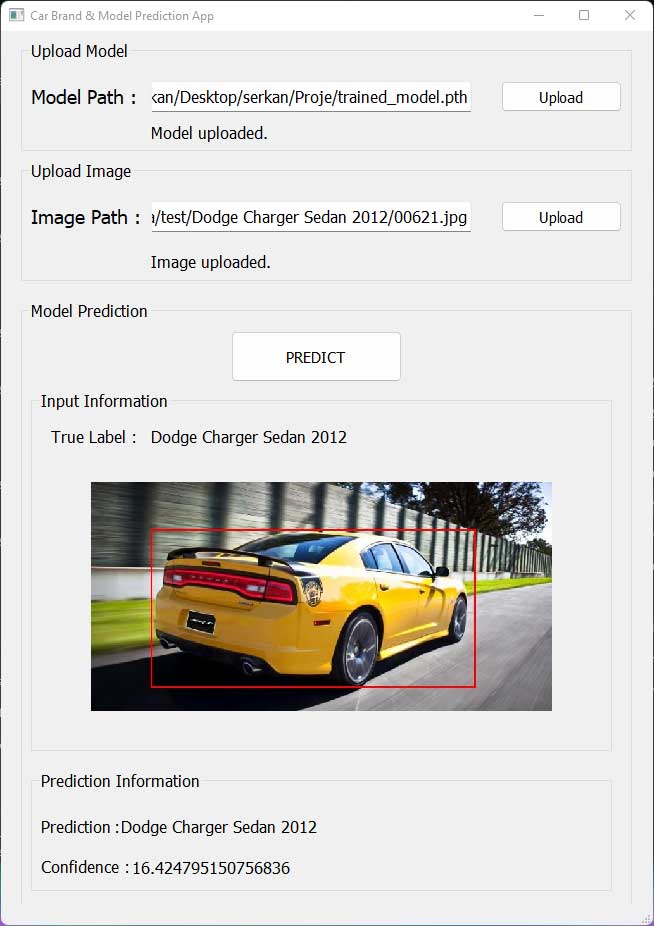 Car Brand & Model Prediction App
Upload Model
Model Path : kan/Desktop/serkan/Proje/trained_model.pth Upload
Model uploaded.
Upload Image
Image Path : a/test/Dodge Charger Sedan 2012/00621.jpg Upload
Image uploaded.
Model Prediction
PREDICT
Input Information
True Label : Dodge Charger Sedan 2012
Prediction Information
Prediction :Dodge Charger Sedan 2012
Confidence :16.424795150756836